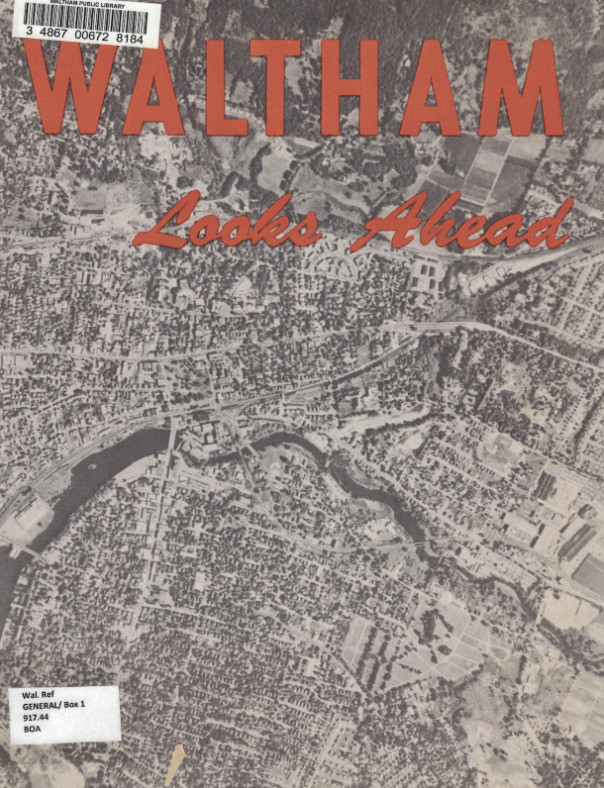 WALTHAM PUBLIC LIBRARY
3 4867 00672 8184
WALTHAM
Looks Ahead
Wal. Ref
GENERAL/ Box 1
917.44
BOA